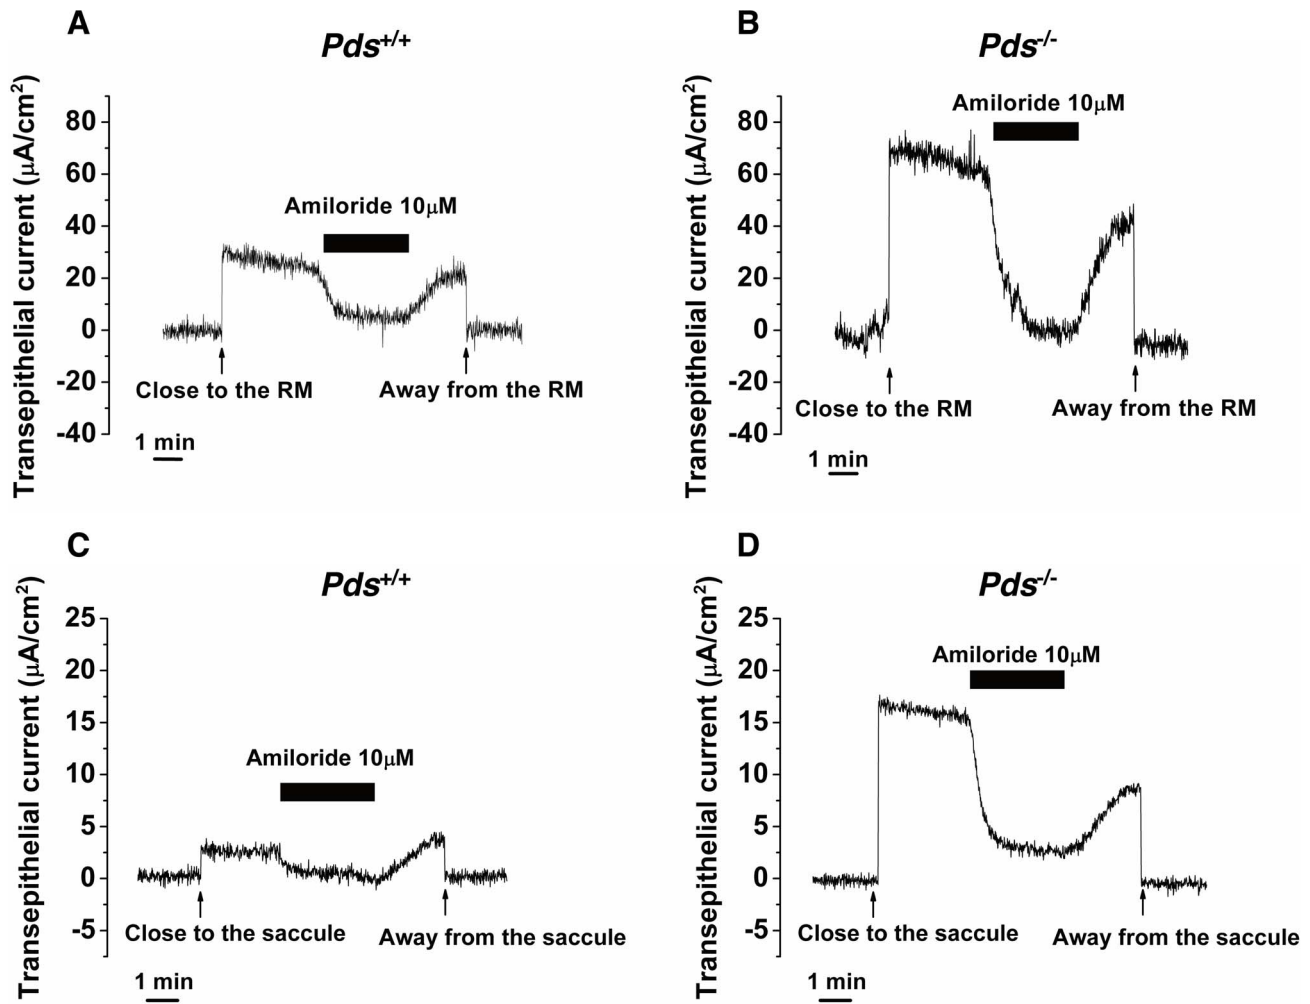 A
Pds+/+
Transepithelial current (μA/cm2)
80
60
40
20
0
-20
-40
Amiloride 10μM
Close to the RM
Away from the RM
1 min
B
Pds-/-
Transepithelial current (μA/cm2)
80
60
40
20
0
-20
-40
Amiloride 10μM
Close to the RM
Away from the RM
1 min
C
Pds+/+
Transepithelial current (μA/cm2)
25
20
15
10
5
0
-5
Amiloride 10μM
Close to the saccule
Away from the saccule
1 min
D
Pds-/-
Transepithelial current (μA/cm2)
25
20
15
10
5
0
-5
Amiloride 10μM
Close to the saccule
Away from the saccule
1 min